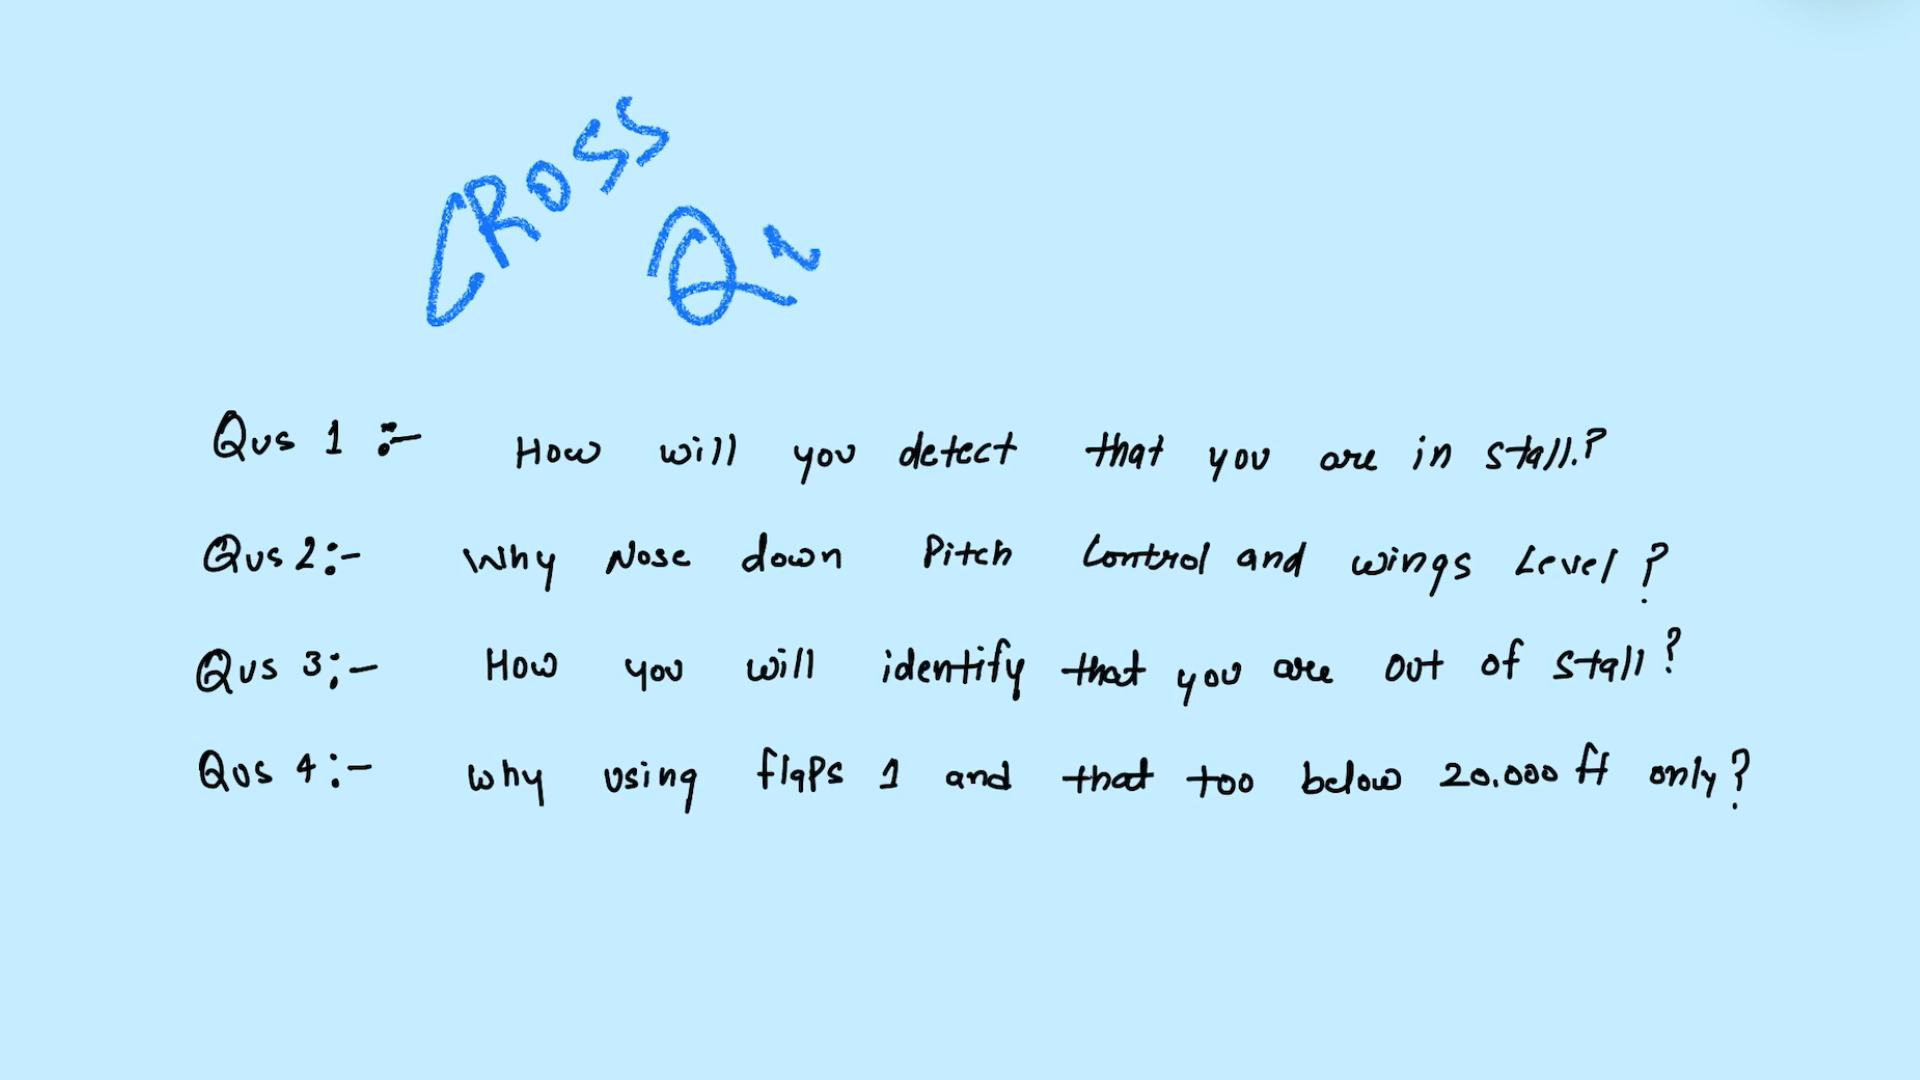 CROSS
Qn
Qus 1 :- How will you detect that you are in stall.?
Qus 2:- Why Nose down Pitch Control and wings Level ?
Qus 3:- How you will identify that you are out of stall ?
Qus 4:- why using flaps 1 and that too below 20.000 ft only ?